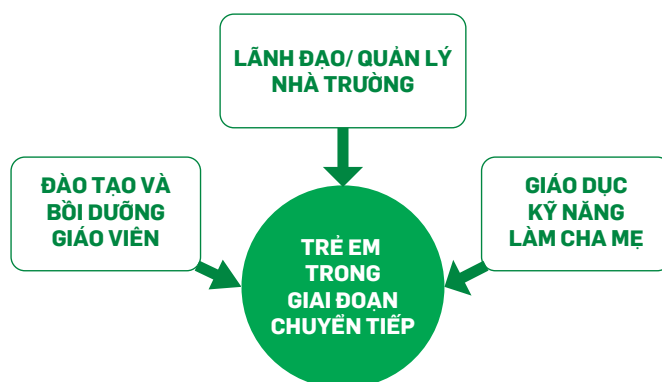 LÃNH ĐẠO/ QUẢN LÝ
NHÀ TRƯỜNG
ĐÀO TẠO VÀ
BỒI DƯỠNG
GIÁO VIÊN
GIÁO DỤC
KỸ NĂNG
LÀM CHA MẸ
TRẺ EM
TRONG
GIAI ĐOẠN
CHUYỂN TIẾP